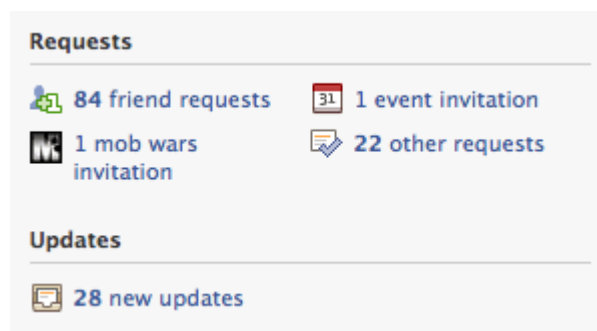 Requests
84 friend requests
1 event invitation
1 mob wars
invitation
22 other requests
Updates
28 new updates